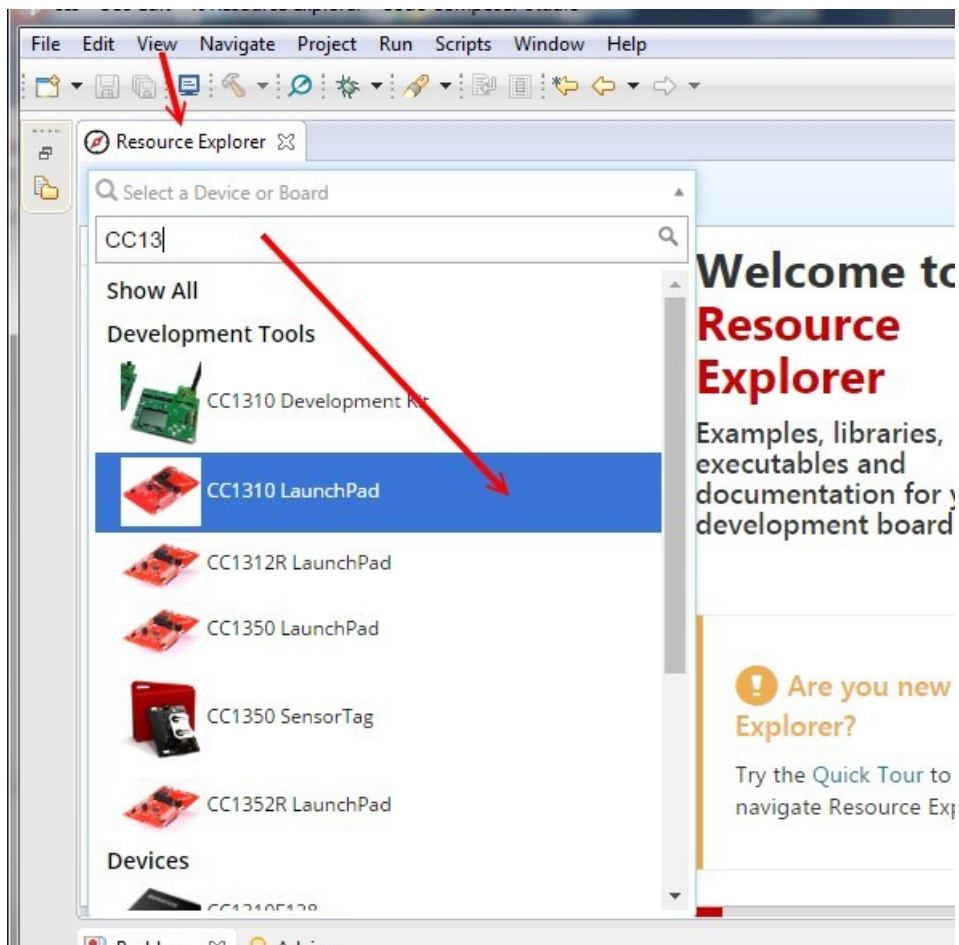 File Edit View Navigate Project Run Scripts Window Help
Resource Explorer
Select a Device or Board
CC13
Show All
Development Tools
CC1310 Development Kit
CC1310 LaunchPad
CC1312R LaunchPad
CC1350 LaunchPad
CC1350 SensorTag
CC1352R LaunchPad
Devices
CC1310F128
Welcome to
Resource
Explorer
Examples, libraries,
executables and
documentation for
development board
Are you new
Explorer?
Try the Quick Tour to
navigate Resource Exp